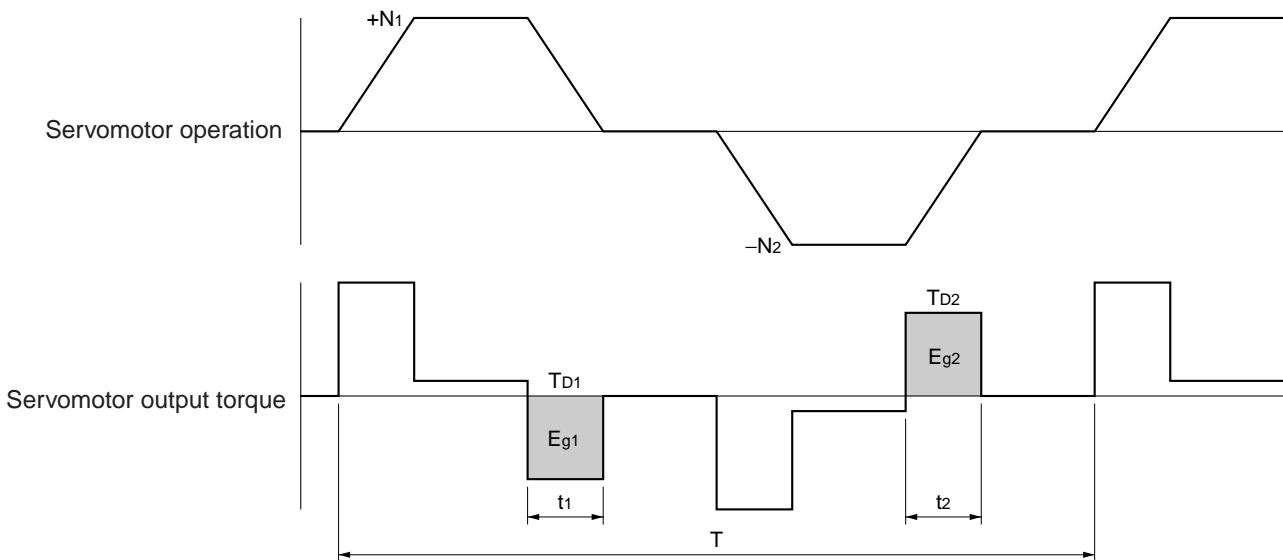 +N1
Servomotor operation
–N2
TD2
Eg2
TD1
Servomotor output torque
Eg1
t1
t2
T